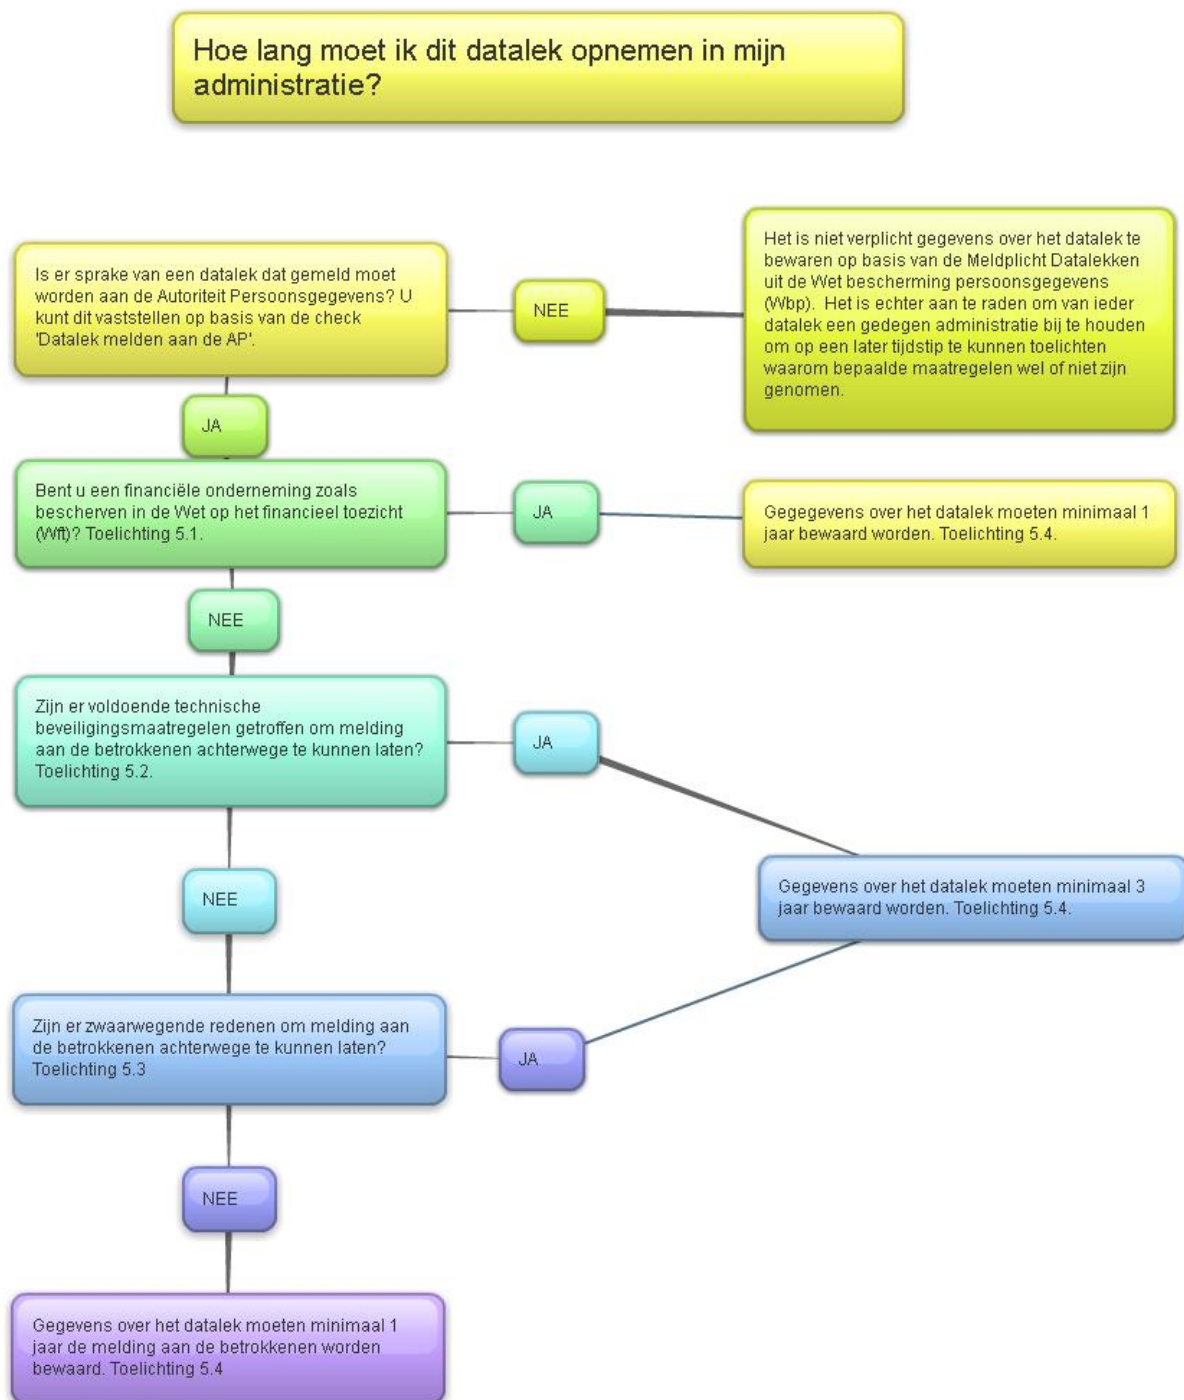 Hoe lang moet ik dit datalek opnemen in mijn
administratie?
Is er sprake van een datalek dat gemeld moet
worden aan de Autoriteit Persoonsgegevens? U
kunt dit vaststellen op basis van de check
'Datalek melden aan de AP'.
NEE
Het is niet verplicht gegevens over het datalek te
bewaren op basis van de Meldplicht Datalekken
uit de Wet bescherming persoonsgegevens
(Wbp).  Het is echter aan te raden om van ieder
datalek een gedegen administratie bij te houden
om op een later tijdstip te kunnen toelichten
waarom bepaalde maatregelen wel of niet zijn
genomen.
JA
Bent u een financiële onderneming zoals
bescherven in de Wet op het financieel toezicht
(Wft)? Toelichting 5.1.
JA
Gegegevens over het datalek moeten minimaal 1
jaar bewaard worden. Toelichting 5.4.
NEE
Zijn er voldoende technische
beveiligingsmaatregelen getroffen om melding
aan de betrokkenen achterwege te kunnen laten?
Toelichting 5.2.
JA
NEE
Gegevens over het datalek moeten minimaal 3
jaar bewaard worden. Toelichting 5.4.
Zijn er zwaarwegende redenen om melding aan
de betrokkenen achterwege te kunnen laten?
Toelichting 5.3
JA
NEE
Gegevens over het datalek moeten minimaal 1
jaar de melding aan de betrokkenen worden
bewaard. Toelichting 5.4